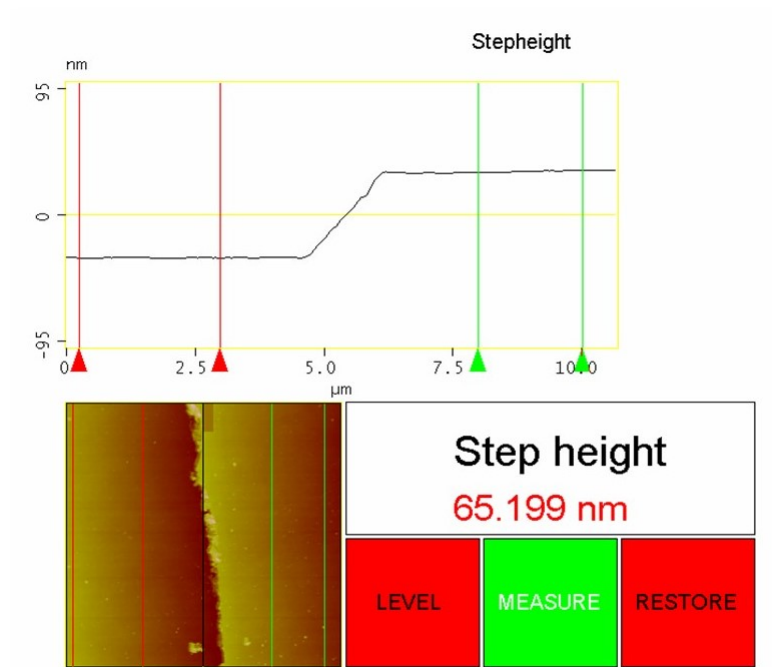 Stepheight
nm
95
0
-95
0 2.5 5.0 7.5 10.0
µm
Step height
65.199 nm
LEVEL MEASURE RESTORE